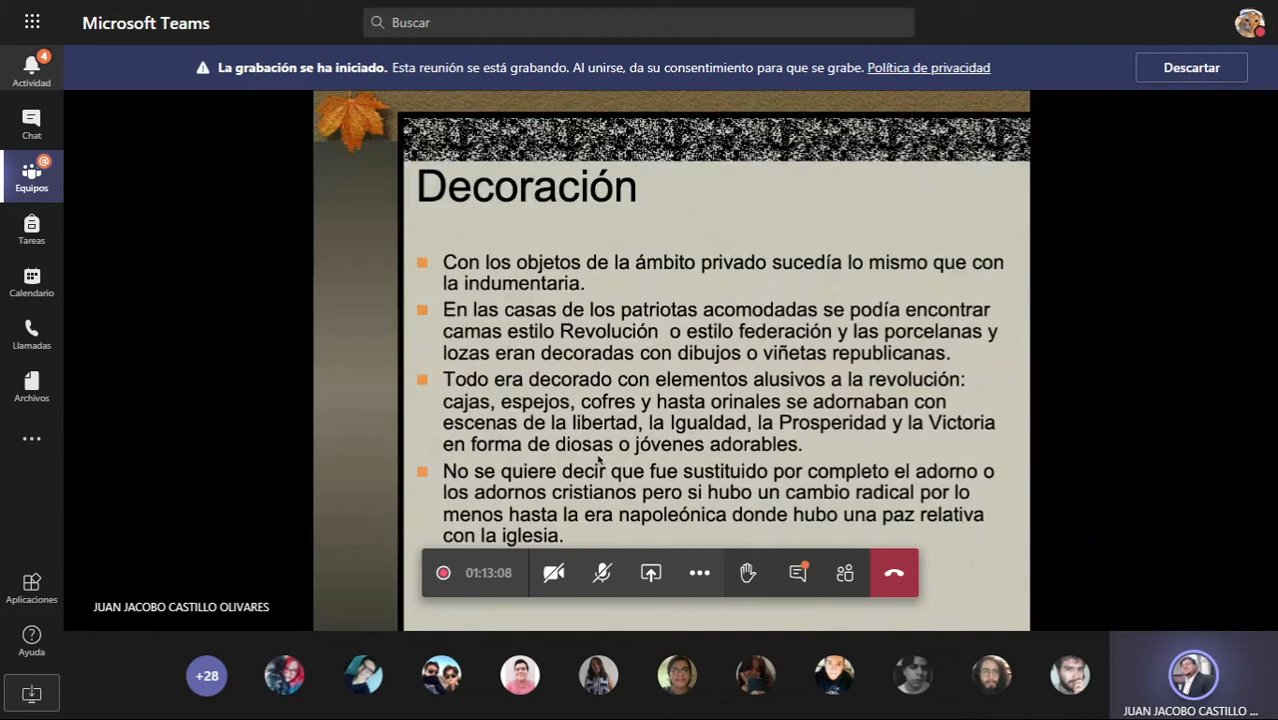 Microsoft Teams
Buscar
4
Actividad
La grabación se ha iniciado. Esta reunión se está grabando. Al unirse, da su consentimiento para que se grabe. Política de privacidad
Descartar
Chat
@
Equipos
Tareas
Calendario
Llamadas
Archivos
Aplicaciones
Ayuda
Decoración
Con los objetos de la ámbito privado sucedía lo mismo que con
la indumentaria.
En las casas de los patriotas acomodadas se podía encontrar
camas estilo Revolución o estilo federación y las porcelanas y
lozas eran decoradas con dibujos o viñetas republicanas.
Todo era decorado con elementos alusivos a la revolución:
cajas, espejos, cofres y hasta orinales se adornaban con
escenas de la libertad, la Igualdad, la Prosperidad y la Victoria
en forma de diosas o jóvenes adorables.
No se quiere decir que fue sustituido por completo el adorno o
los adornos cristianos pero si hubo un cambio radical por lo
menos hasta la era napoleónica donde hubo una paz relativa
con la iglesia.
01:13:08
JUAN JACOBO CASTILLO OLIVARES
+28
JUAN JACOBO CASTILLO ...